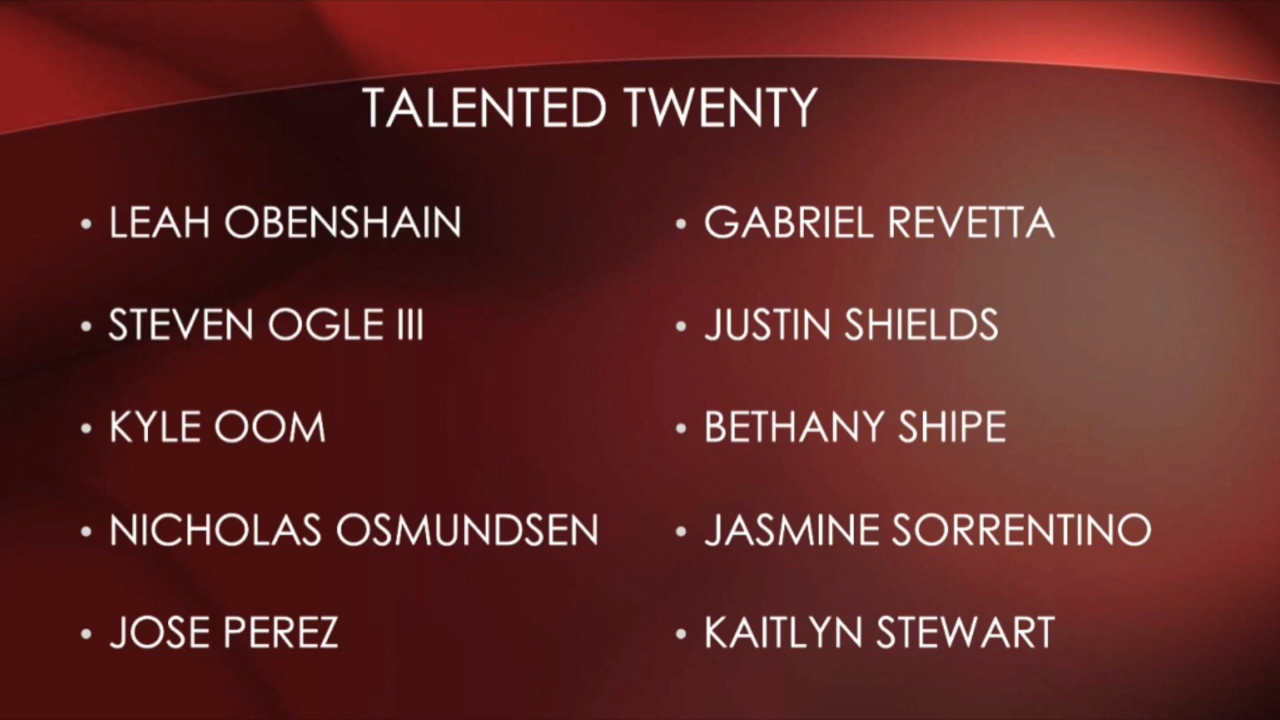 TALENTED TWENTY
• LEAH OBENSHAIN
• STEVEN OGLE III
• KYLE OOM
• NICHOLAS OSMUNDSEN
• JOSE PEREZ
• GABRIEL REVETTA
• JUSTIN SHIELDS
• BETHANY SHIPE
• JASMINE SORRENTINO
• KAITLYN STEWART